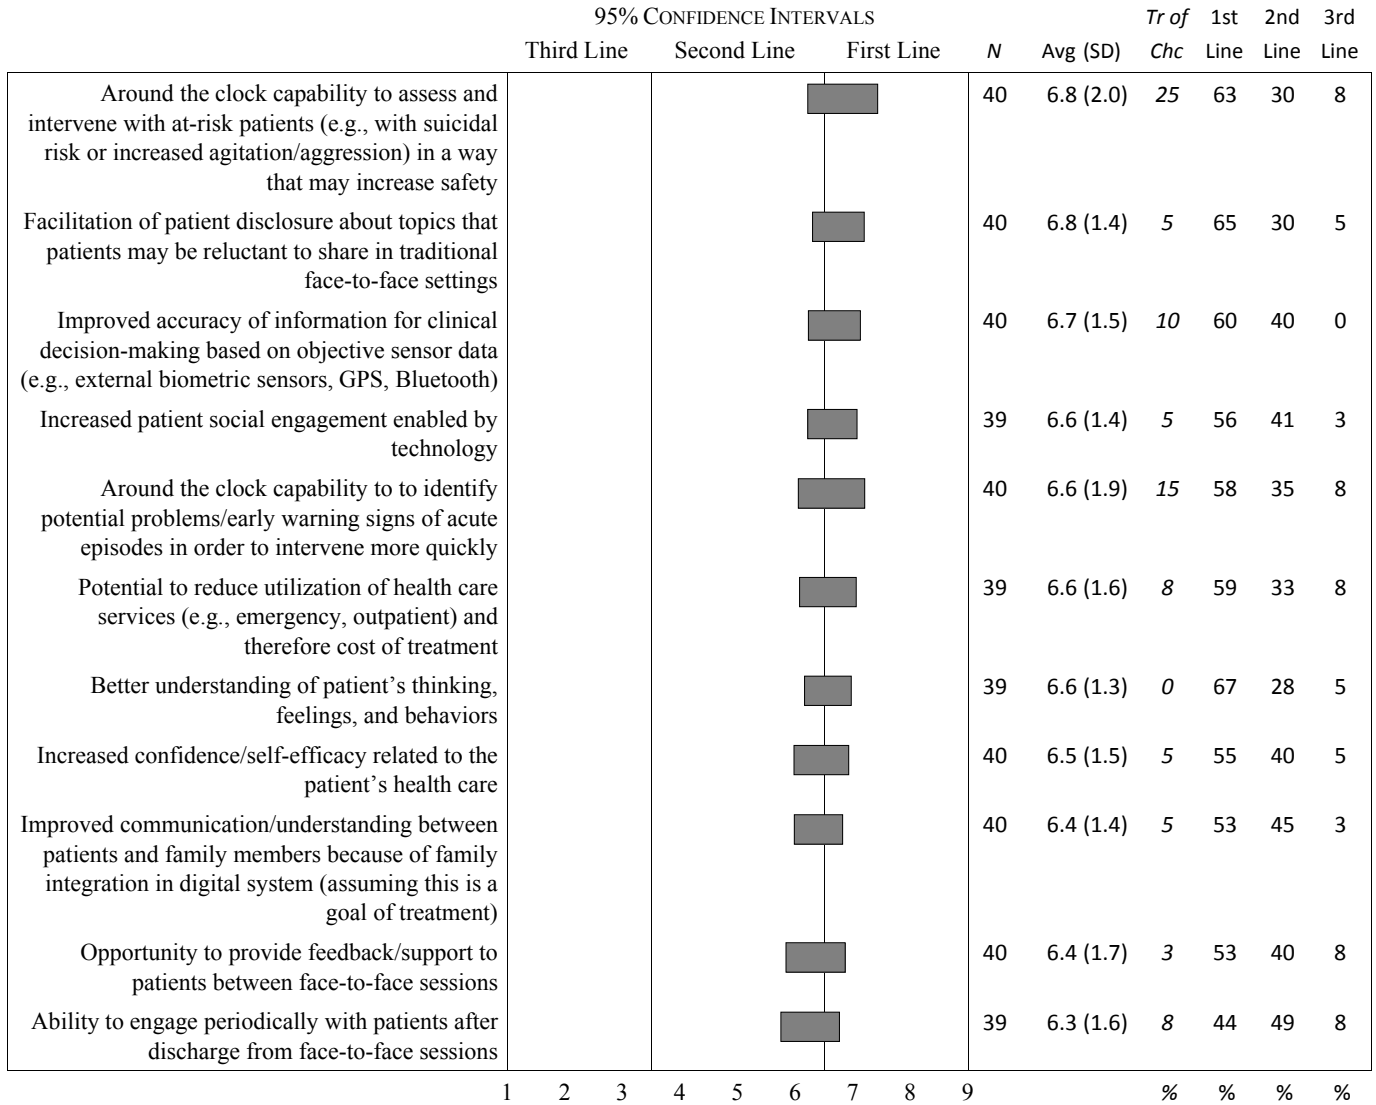 95% CONFIDENCE INTERVALS Tr of 1st 2nd 3rd
Third Line Second Line First Line N Avg (SD) Chc Line Line Line
Around the clock capability to assess and 40 6.8 (2.0) 25 63 30 8
intervene with at-risk patients (e.g., with suicidal
risk or increased agitation/aggression) in a way
that may increase safety
Facilitation of patient disclosure about topics that 40 6.8 (1.4) 5 65 30 5
patients may be reluctant to share in traditional
face-to-face settings
Improved accuracy of information for clinical 40 6.7 (1.5) 10 60 40 0
decision-making based on objective sensor data
(e.g., external biometric sensors, GPS, Bluetooth)
Increased patient social engagement enabled by 39 6.6 (1.4) 5 56 41 3
technology
Around the clock capability to to identify 40 6.6 (1.9) 15 58 35 8
potential problems/early warning signs of acute
episodes in order to intervene more quickly
Potential to reduce utilization of health care 39 6.6 (1.6) 8 59 33 8
services (e.g., emergency, outpatient) and
therefore cost of treatment
Better understanding of patient’s thinking, 39 6.6 (1.3) 0 67 28 5
feelings, and behaviors
Increased confidence/self-efficacy related to the 40 6.5 (1.5) 5 55 40 5
patient’s health care
Improved communication/understanding between 40 6.4 (1.4) 5 53 45 3
patients and family members because of family
integration in digital system (assuming this is a
goal of treatment)
Opportunity to provide feedback/support to 40 6.4 (1.7) 3 53 40 8
patients between face-to-face sessions
Ability to engage periodically with patients after 39 6.3 (1.6) 8 44 49 8
discharge from face-to-face sessions
1 2 3 4 5 6 7 8 9 % % % %